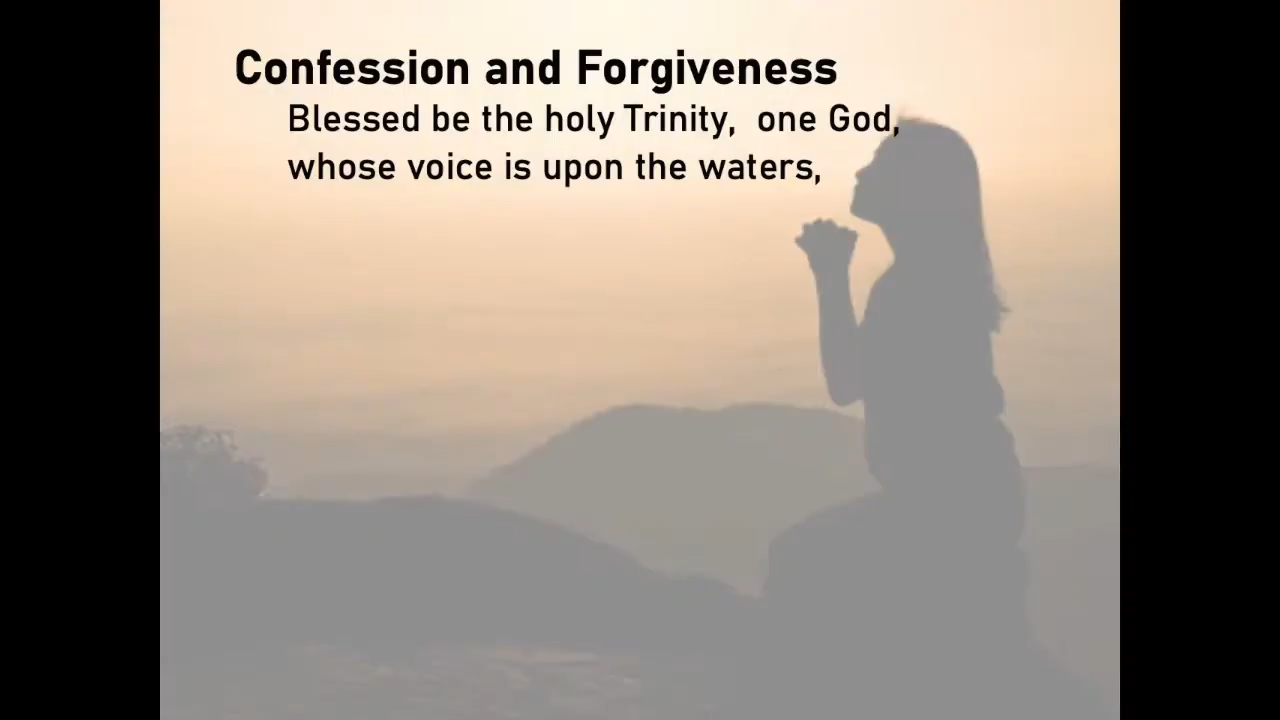 Confession and Forgiveness
Blessed be the holy Trinity,  one God,
whose voice is upon the waters,